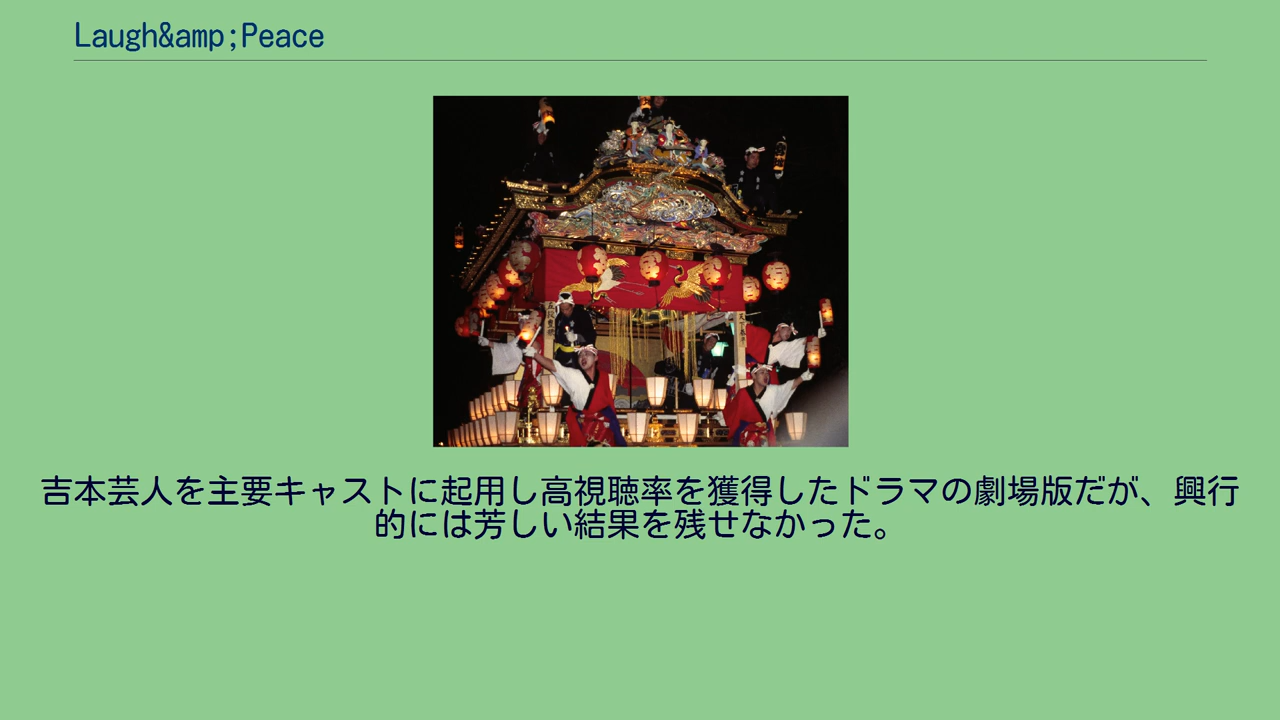 Laugh&amp;Peace
吉本芸人を主要キャストに起用し高視聴率を獲得したドラマの劇場版だが、興行
的には芳しい結果を残せなかった。